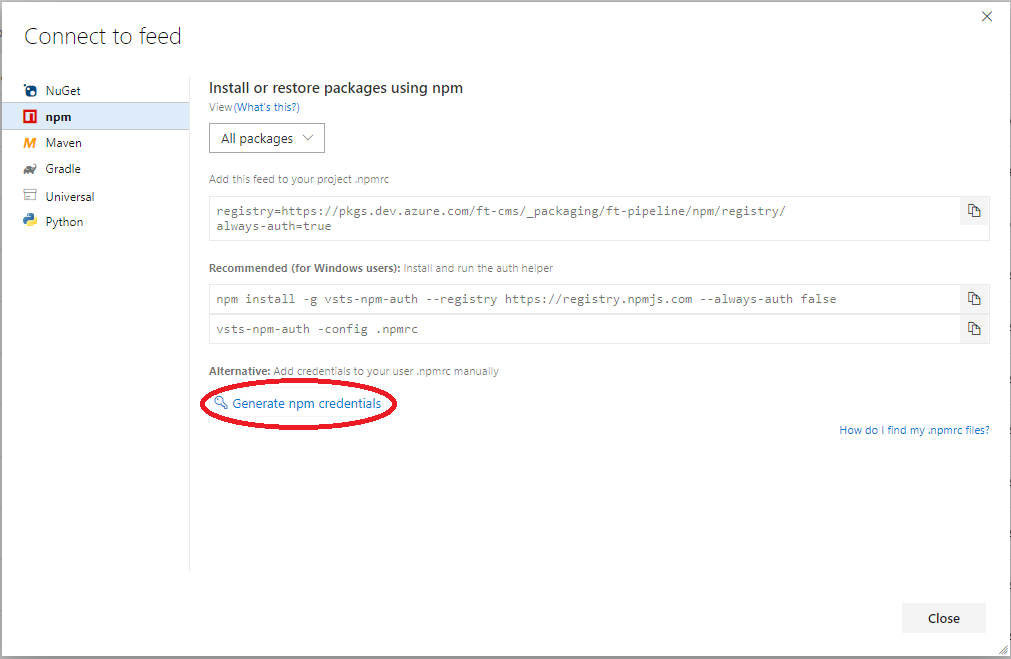 Connect to feed
NuGet
npm
Maven
Gradle
Universal
Python
Install or restore packages using npm
View (What's this?)
All packages
Add this feed to your project .npmrc
registry=https://pkgs.dev.azure.com/ft-cms/_packaging/ft-pipeline/npm/registry/
always-auth=true
Recommended (for Windows users): Install and run the auth helper
npm install -g vsts-npm-auth --registry https://registry.npmjs.com --always-auth false
vsts-npm-auth -config .npmrc
Alternative: Add credentials to your user .npmrc manually
Generate npm credentials
How do I find my .npmrc files?
Close